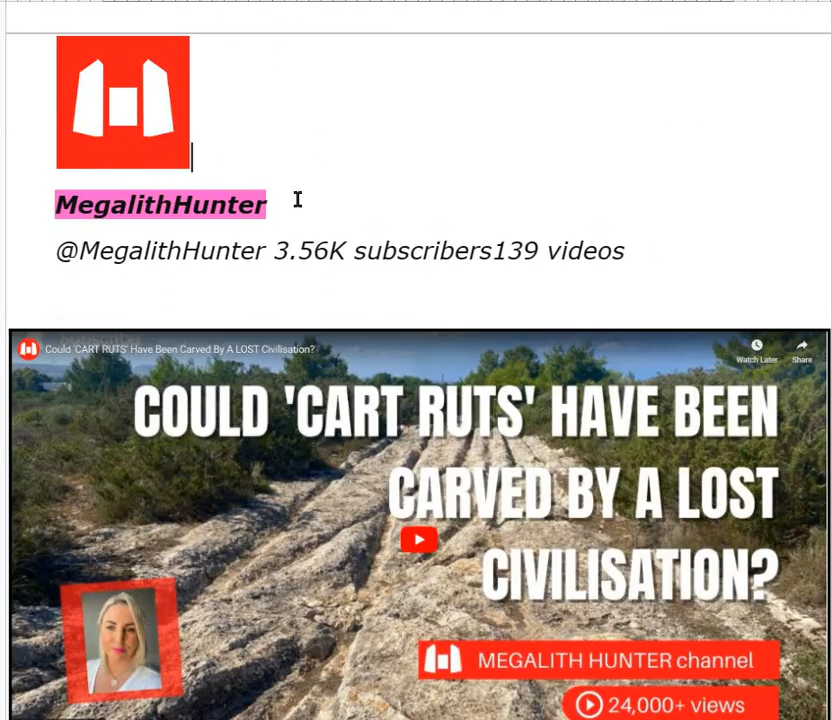 MegalithHunter
@MegalithHunter 3.56K subscribers139 videos
Could 'CART RUTS' Have Been Carved By A LOST Civilisation?
Watch Later
Share
COULD 'CART RUTS' HAVE BEEN
CARVED BY A LOST
CIVILISATION?
MEGALITH HUNTER channel
24,000+ views